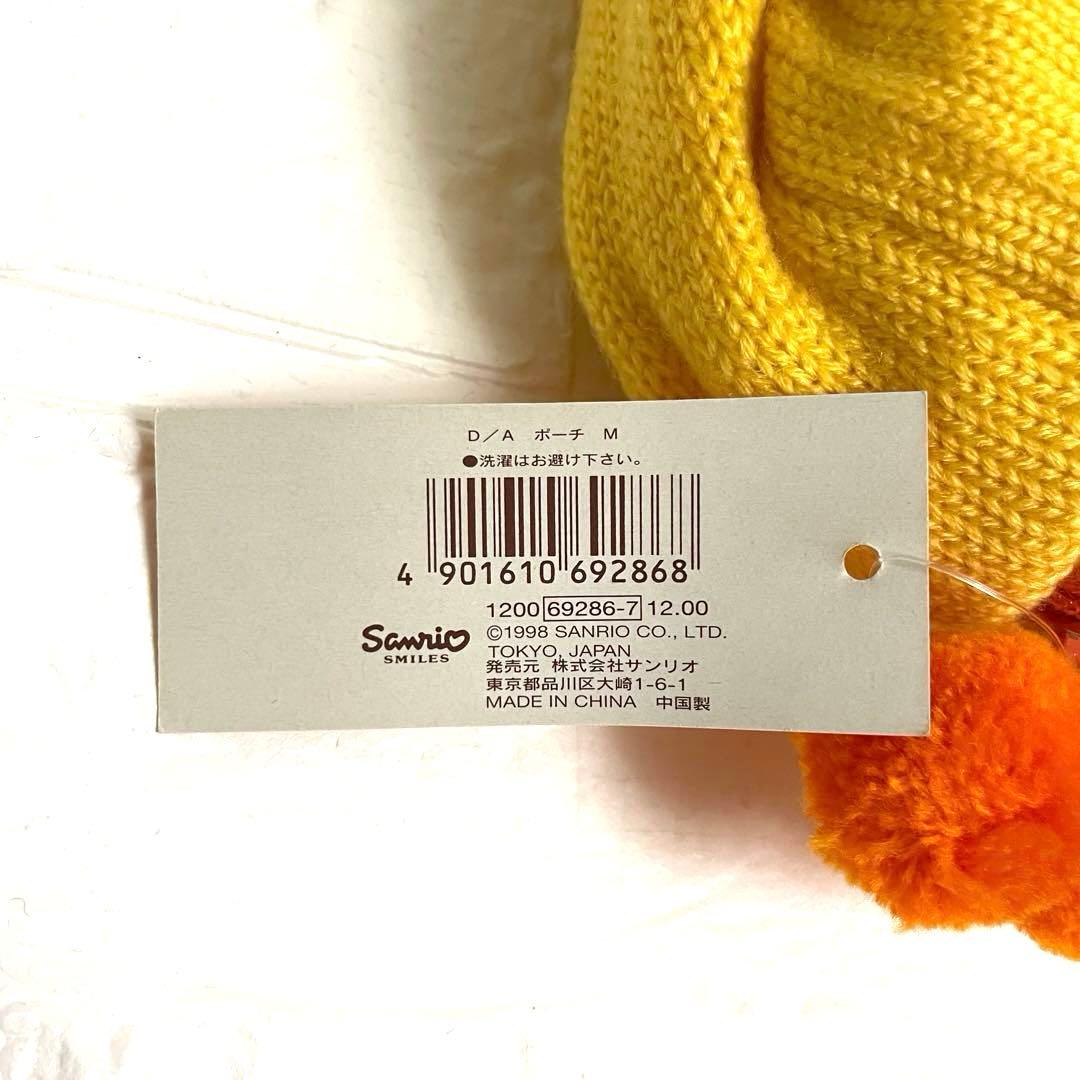 D/A ポーチ M
●洗濯はお避け下さい。
4 901610 692868
1200 69286-7 12.00
Sanrio
SMILES
©1998 SANRIO CO., LTD.
TOKYO, JAPAN
発売元 株式会社サンリオ
東京都品川区大崎1-6-1
MADE IN CHINA 中国製